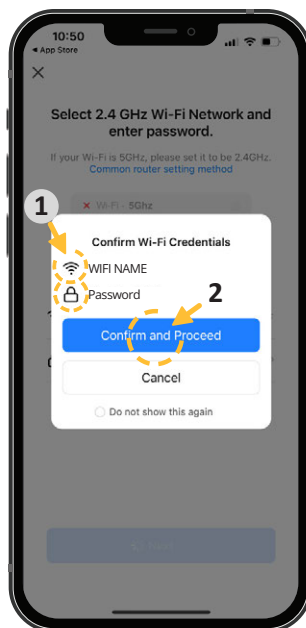 10:50
App Store
Select 2.4 GHz Wi-Fi Network and
enter password.
If your Wi-Fi is 5GHz, please set it to be 2.4GHz.
Common router setting method
Wi-Fi - 5Ghz
1
Confirm Wi-Fi Credentials
WIFI NAME
Password
2
Confirm and Proceed
Cancel
Do not show this again